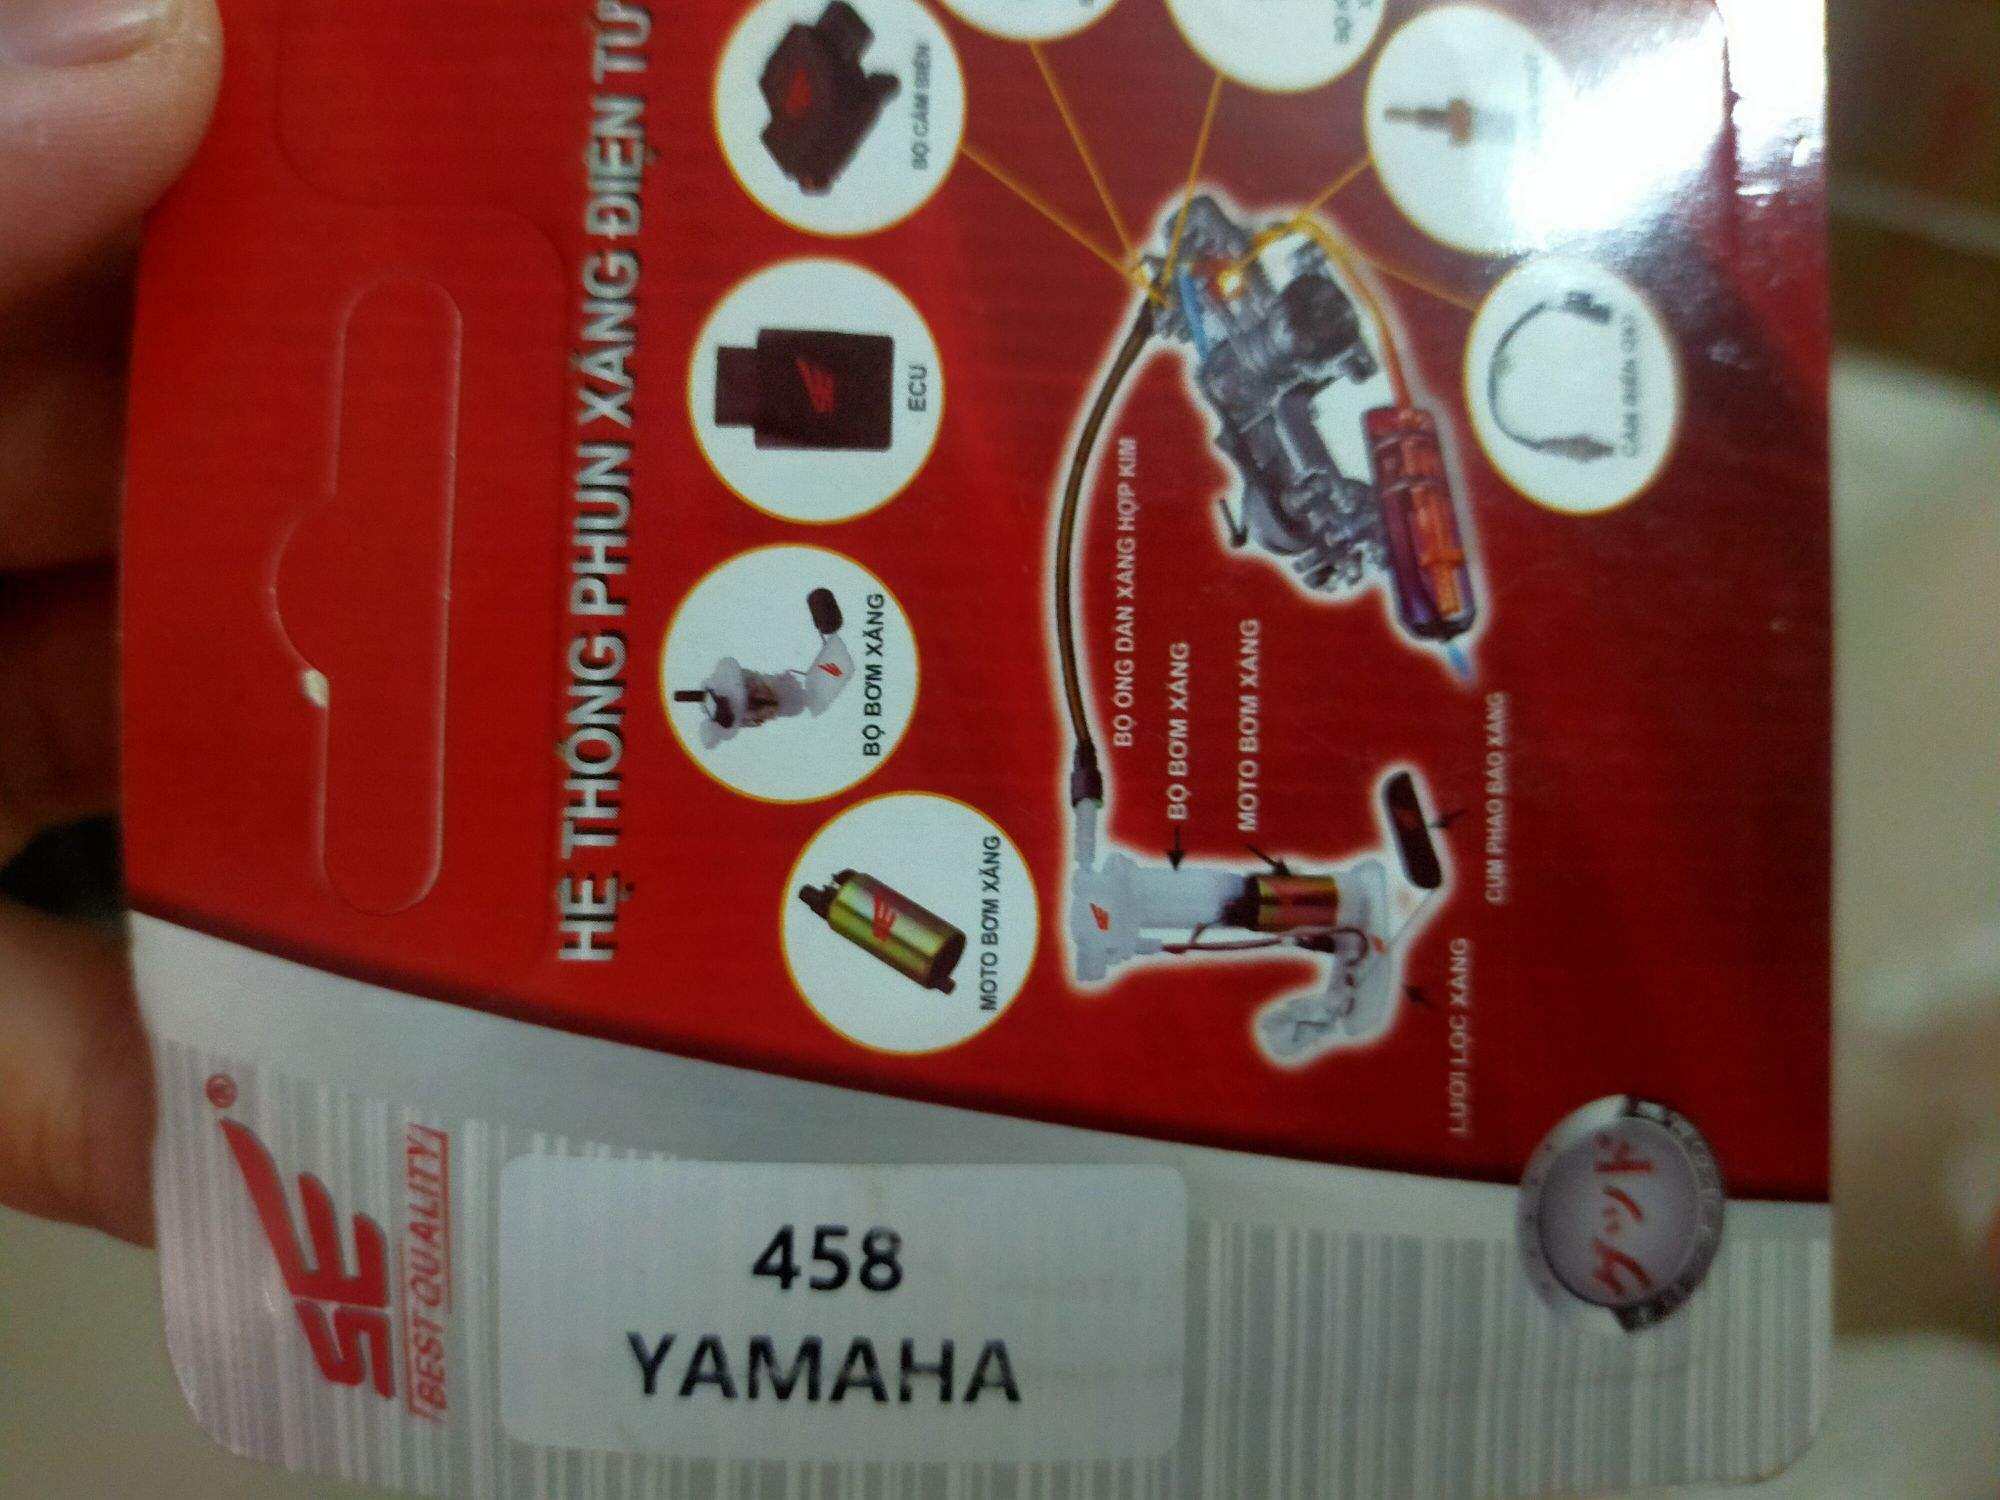 HỆ THỐNG PHUN XĂNG ĐIỆN TỬ
BỘ CẢM BIẾN
ECU
BỘ BƠM XĂNG
MOTO BƠM XĂNG
BỘ ỐNG DẪN XĂNG HỢP KIM
BỘ BƠM XĂNG
MOTO BƠM XĂNG
CỤM PHAO BÁO XĂNG
LƯỚI LỌC XĂNG
SE®
BEST QUALITY
458
YAMAHA